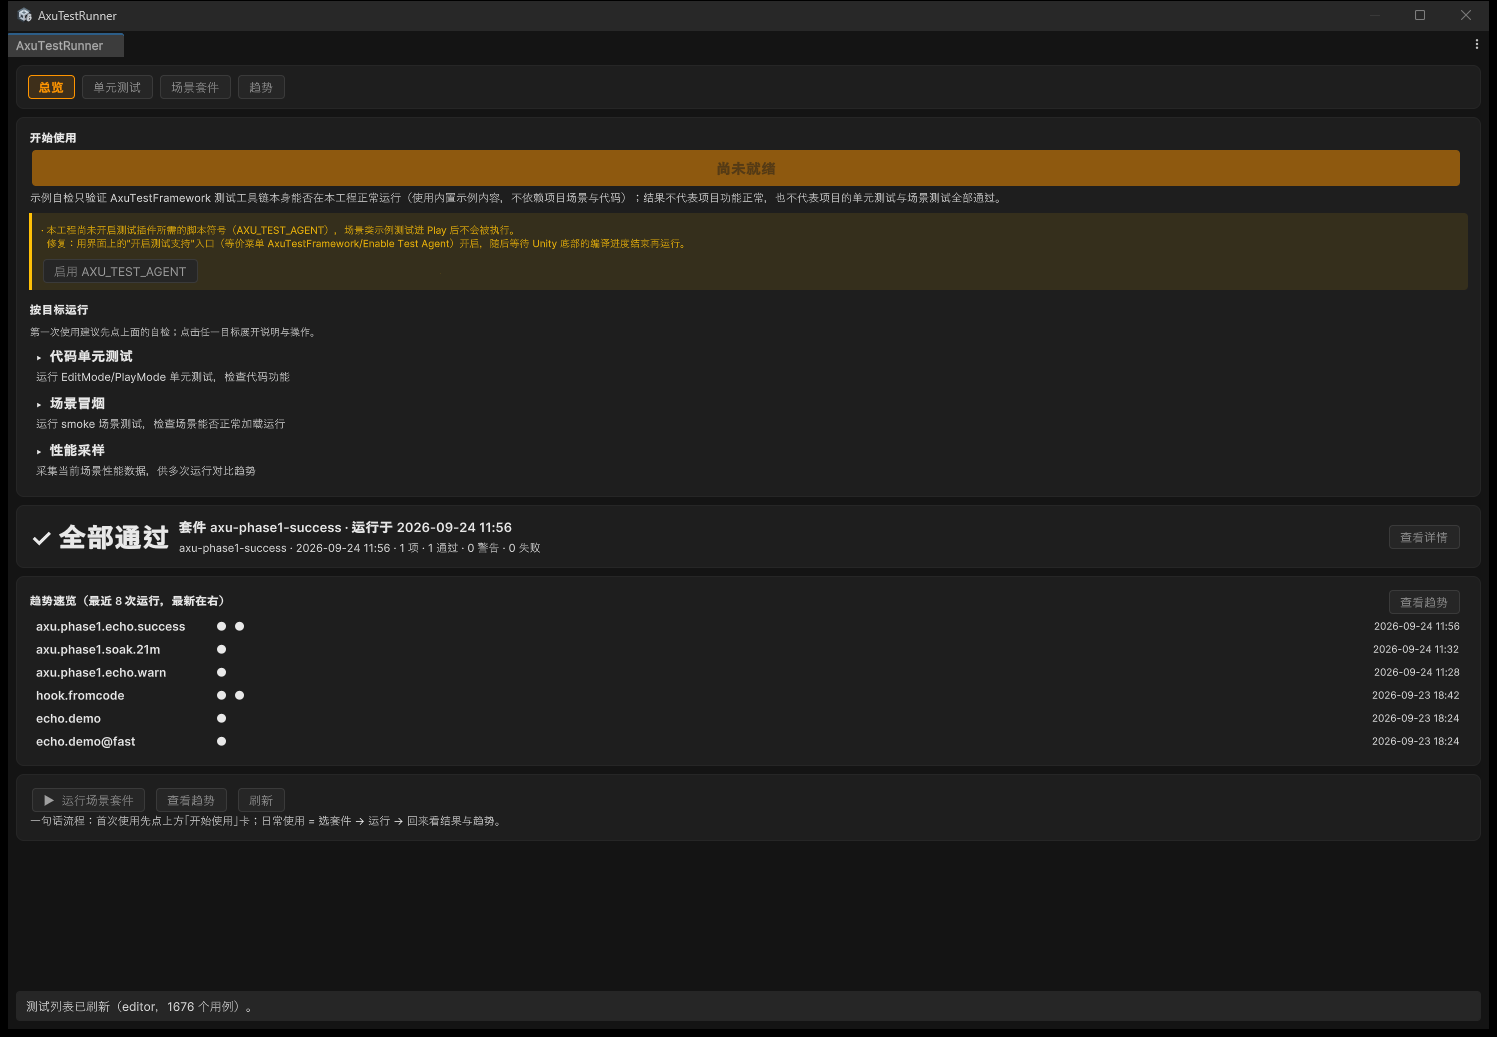 AxuTestRunner
AxuTestRunner
总览 单元测试 场景套件 趋势
开始使用
尚未就绪
示例自检只验证 AxuTestFramework 测试工具链本身能否在本工程正常运行（使用内置示例内容，不依赖项目场景与代码）；结果不代表项目功能正常，也不代表项目的单元测试与场景测试全部通过。
· 本工程尚未开启测试插件所需的脚本符号（AXU_TEST_AGENT），场景类示例测试进 Play 后不会被执行。
修复：用界面上的"开启测试支持"入口（等价菜单 AxuTestFramework/Enable Test Agent）开启，随后等待 Unity 底部的编译进度结束再运行。
启用 AXU_TEST_AGENT
按目标运行
第一次使用建议先点上面的自检；点击任一目标展开说明与操作。
▸ 代码单元测试
运行 EditMode/PlayMode 单元测试，检查代码功能
▸ 场景冒烟
运行 smoke 场景测试，检查场景能否正常加载运行
▸ 性能采样
采集当前场景性能数据，供多次运行对比趋势
✓ 全部通过 套件 axu-phase1-success · 运行于 2026-09-24 11:56
axu-phase1-success · 2026-09-24 11:56 · 1 项 · 1 通过 · 0 警告 · 0 失败
查看详情
趋势速览（最近 8 次运行，最新在右）
查看趋势
axu.phase1.echo.success ● ● 2026-09-24 11:56
axu.phase1.soak.21m ● 2026-09-24 11:32
axu.phase1.echo.warn ● 2026-09-24 11:28
hook.fromcode ● ● 2026-09-23 18:42
echo.demo ● 2026-09-23 18:24
echo.demo@fast ● 2026-09-23 18:24
▶ 运行场景套件 查看趋势 刷新
一句话流程：首次使用先点上方「开始使用」卡；日常使用 = 选套件 → 运行 → 回来看结果与趋势。
测试列表已刷新（editor，1676 个用例）。